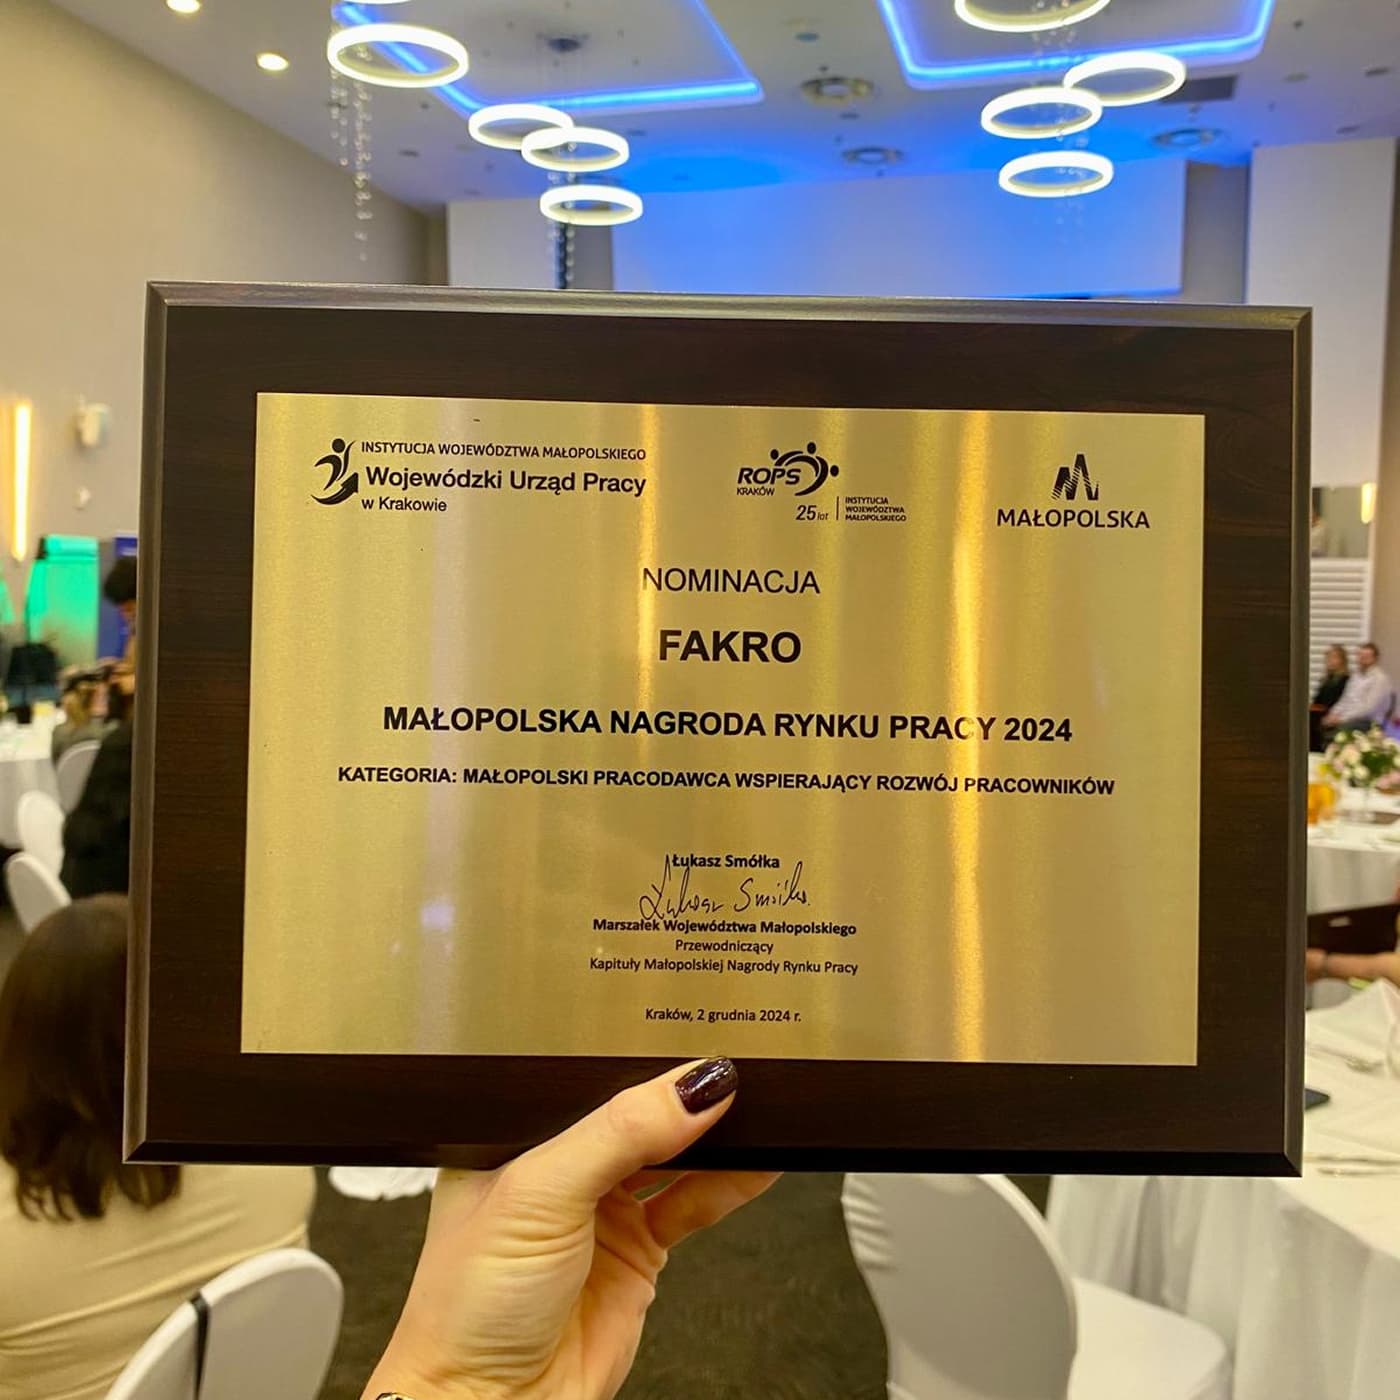 INSTYTUCJA WOJEWÓDZTWA MAŁOPOLSKIEGO
Wojewódzki Urząd Pracy
w Krakowie
ROPS
KRAKÓW
25 lat
INSTYTUCJA
WOJEWÓDZTWA
MAŁOPOLSKIEGO
MAŁOPOLSKA
NOMINACJA
FAKRO
MAŁOPOLSKA NAGRODA RYNKU PRACY 2024
KATEGORIA: MAŁOPOLSKI PRACODAWCA WSPIERAJĄCY ROZWÓJ PRACOWNIKÓW
Łukasz Smółka
Łukasz Smółka
Marszałek Województwa Małopolskiego
Przewodniczący
Kapituły Małopolskiej Nagrody Rynku Pracy
Kraków, 2 grudnia 2024 r.